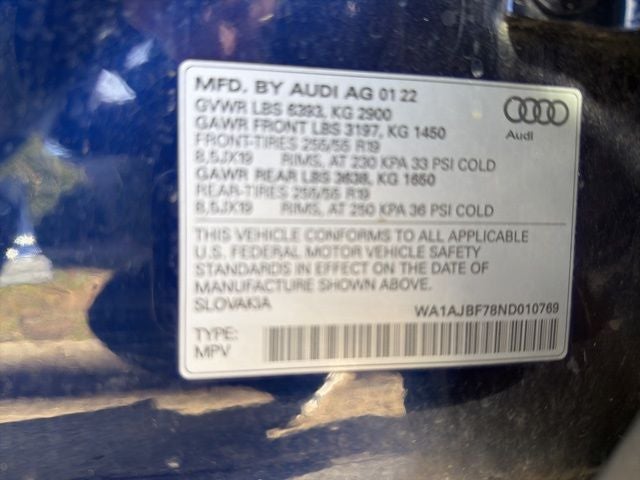 MFD. BY AUDI AG 01 22
GVWR LBS 6393, KG 2900
GAWR FRONT LBS 3197, KG 1450
FRONT-TIRES 255/55 R19
8,5JX19 RIMS, AT 230 KPA 33 PSI COLD
GAWR REAR LBS 3638, KG 1650
REAR-TIRES 255/55 R19
8,5JX19 RIMS, AT 250 KPA 36 PSI COLD
Audi
THIS VEHICLE CONFORMS TO ALL APPLICABLE
U.S. FEDERAL MOTOR VEHICLE SAFETY
STANDARDS IN EFFECT ON THE DATE OF
MANUFACTURE SHOWN ABOVE.
SLOVAKIA WA1AJBF78ND010769
TYPE:
MPV